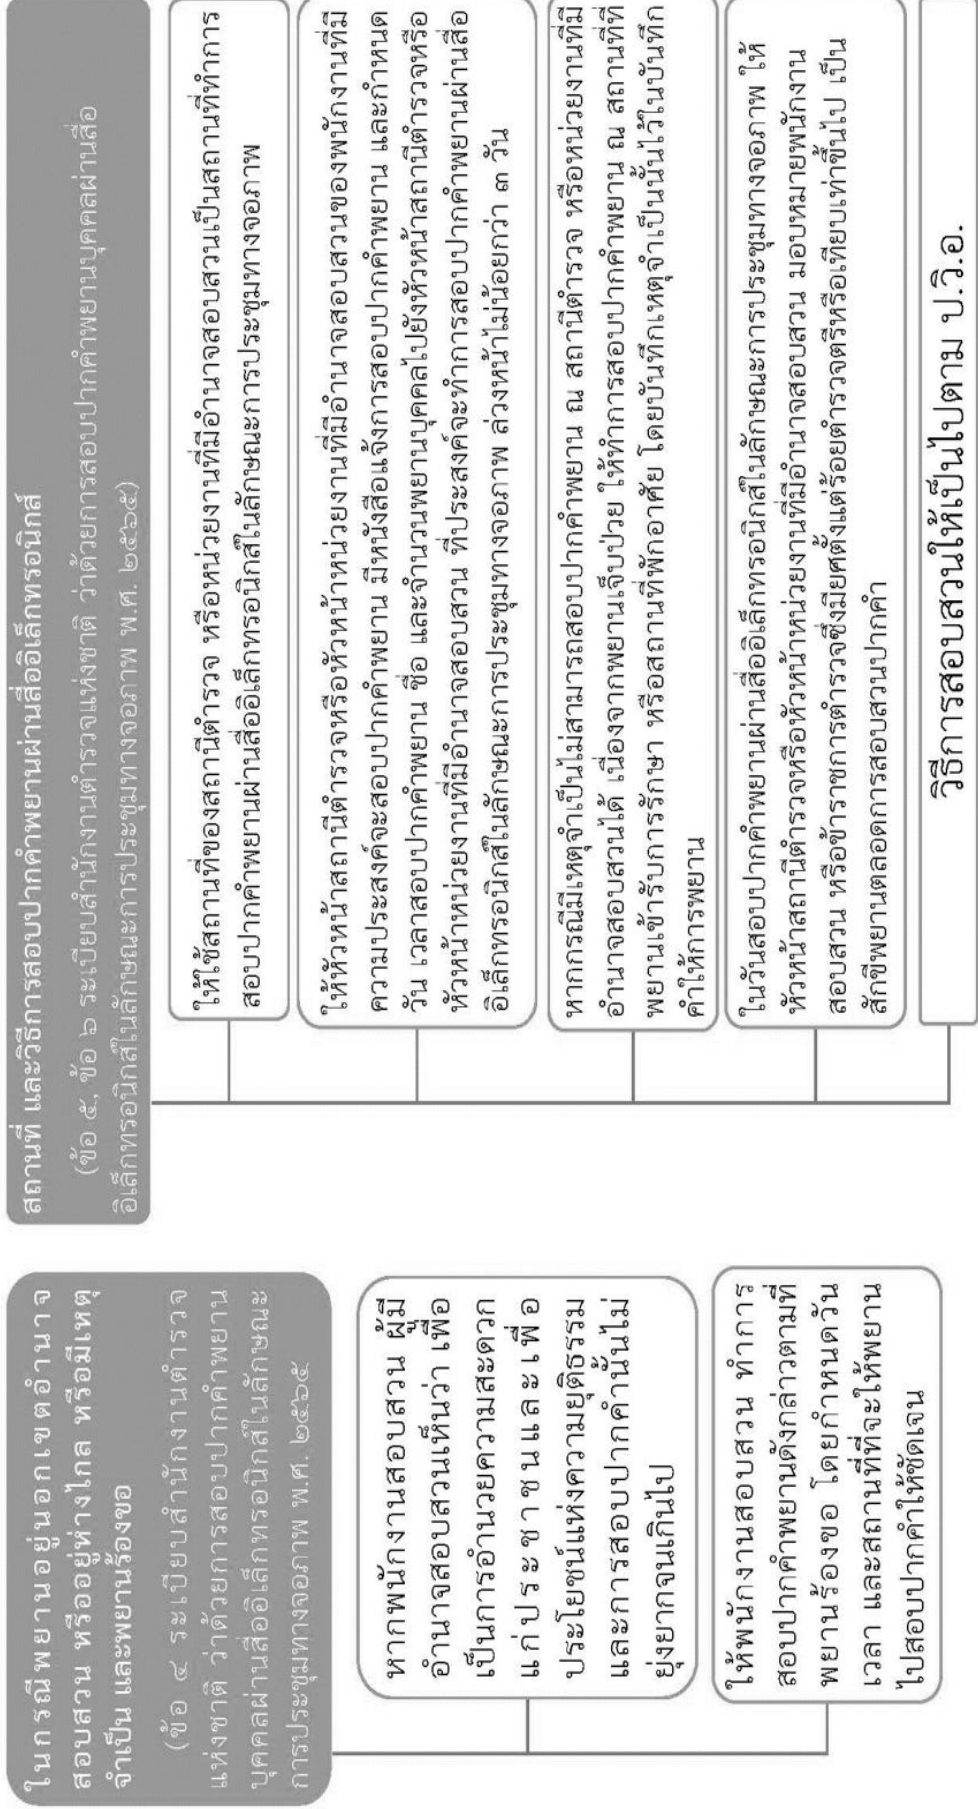 ในกรณีพยานอยู่นอกเขตอำนาจ
สอบสวน หรืออยู่ห่างไกล หรือมีเหตุ
จำเป็น และพยานร้องขอ
(ข้อ ๔ ระเบียบสำนักงานตำรวจ
แห่งชาติ ว่าด้วยการสอบปากคำพยาน
บุคคลผ่านสื่ออิเล็กทรอนิกส์ในลักษณะ
การประชุมทางจอภาพ พ.ศ. ๒๕๖๕
หากพนักงานสอบสวน ผู้มี
อำนาจสอบสวนเห็นว่า เพื่อ
เป็นการอำนวยความสะดวก
แก่ประชาชนและเพื่อ
ประโยชน์แห่งความยุติธรรม
และการสอบปากคำนั้นไม่
ยุ่งยากจนเกินไป
ให้พนักงานสอบสวน ทำการ
สอบปากคำพยานดังกล่าวตามที่
พยานร้องขอ โดยกำหนดวัน
เวลา และสถานที่ที่จะให้พยาน
ไปสอบปากคำให้ชัดเจน
สถานที่ และวิธีการสอบปากคำพยานผ่านสื่ออิเล็กทรอนิกส์
(ข้อ ๕, ข้อ ๖ ระเบียบสำนักงานตำรวจแห่งชาติ ว่าด้วยการสอบปากคำพยานบุคคลผ่านสื่อ
อิเล็กทรอนิกส์ในลักษณะการประชุมทางจอภาพ พ.ศ. ๒๕๖๕)
ให้ใช้สถานที่ของสถานีตำรวจ หรือหน่วยงานที่มีอำนาจสอบสวนเป็นสถานที่ทำการ
สอบปากคำพยานผ่านสื่ออิเล็กทรอนิกส์ในลักษณะการประชุมทางจอภาพ
ให้หัวหน้าสถานีตำรวจหรือหัวหน้าหน่วยงานที่มีอำนาจสอบสวนของพนักงานที่มี
ความประสงค์จะสอบปากคำพยาน มีหนังสือแจ้งการสอบปากคำพยาน และกำหนด
วัน เวลาสอบปากคำพยาน ชื่อ และจำนวนพยานบุคคลไปยังหัวหน้าสถานีตำรวจหรือ
หัวหน้าหน่วยงานที่มีอำนาจสอบสวน ที่ประสงค์จะทำการสอบปากคำพยานผ่านสื่อ
อิเล็กทรอนิกส์ในลักษณะการประชุมทางจอภาพ ล่วงหน้าไม่น้อยกว่า ๓ วัน
หากกรณีมีเหตุจำเป็นไม่สามารถสอบปากคำพยาน ณ สถานีตำรวจ หรือหน่วยงานที่มี
อำนาจสอบสวนได้ เนื่องจากพยานเจ็บป่วย ให้ทำการสอบปากคำพยาน ณ สถานที่ที่
พยานเข้ารับการรักษา หรือสถานที่พักอาศัย โดยบันทึกเหตุจำเป็นนั้นไว้ในบันทึก
คำให้การพยาน
ในวันสอบปากคำพยานผ่านสื่ออิเล็กทรอนิกส์ในลักษณะการประชุมทางจอภาพ ให้
หัวหน้าสถานีตำรวจหรือหัวหน้าหน่วยงานที่มีอำนาจสอบสวน มอบหมายพนักงาน
สอบสวน หรือข้าราชการตำรวจซึ่งมียศตั้งแต่ร้อยตำรวจตรีหรือเทียบเท่าขึ้นไป เป็น
สักขีพยานตลอดการสอบสวนปากคำ
วิธีการสอบสวนให้เป็นไปตาม ป.วิ.อ.